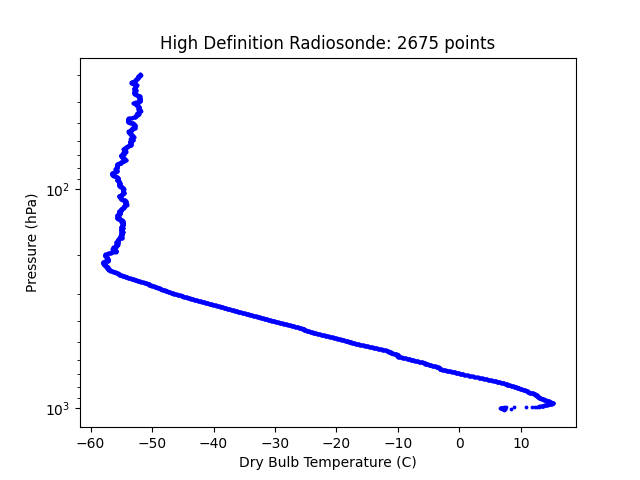 High Definition Radiosonde: 2675 points
Pressure (hPa)
10²
10³
−60 −50 −40 −30 −20 −10 0 10
Dry Bulb Temperature (C)